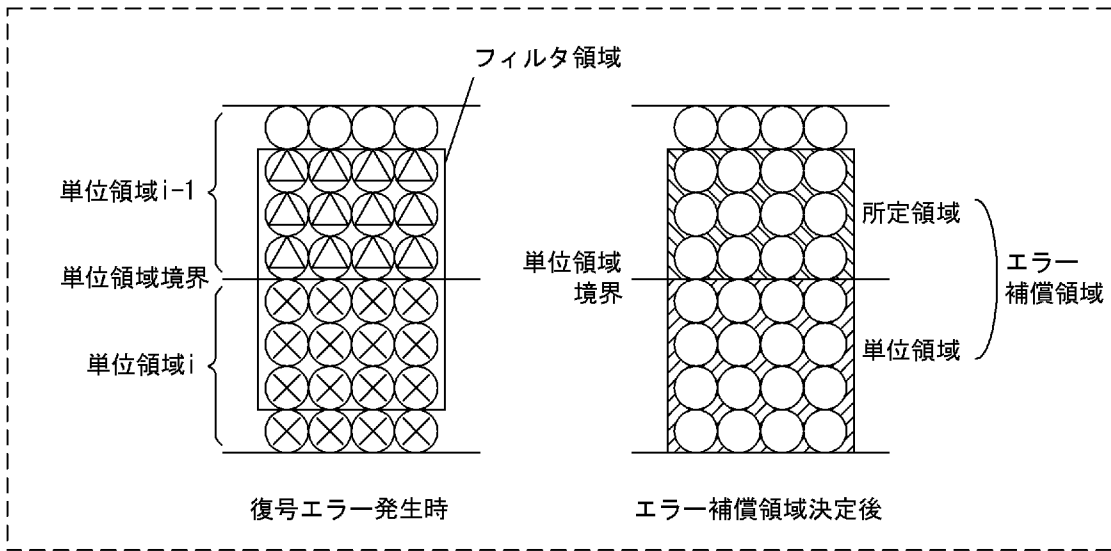 フィルタ領域
単位領域i-1
単位領域境界
単位領域i
復号エラー発生時
単位領域
境界
所定領域
単位領域
エラー
補償領域
エラー補償領域決定後